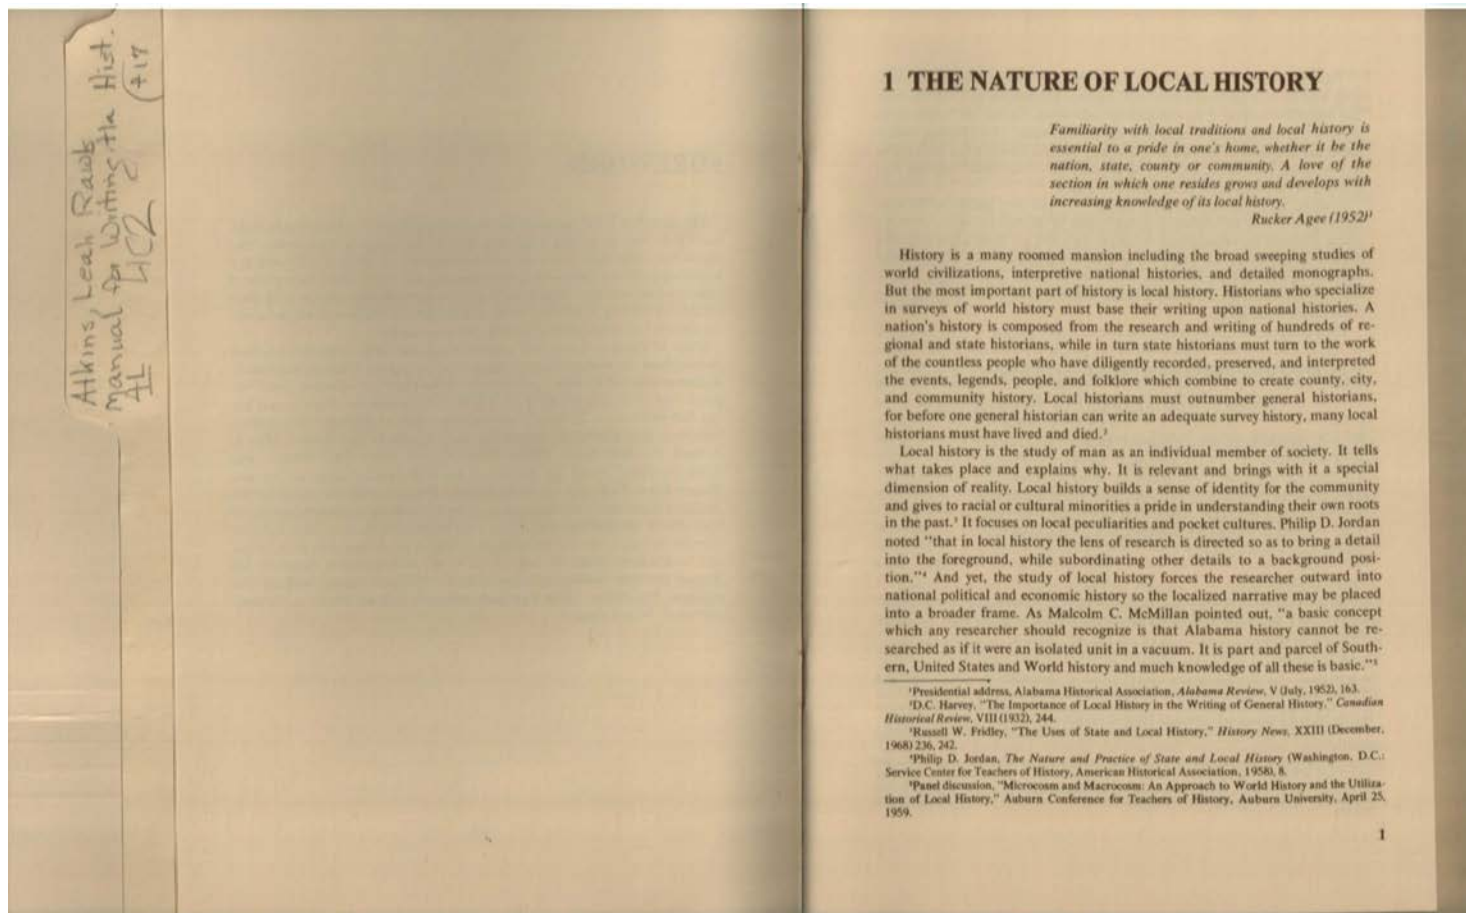 Atkins, Leah Rawls
Manual for Writing Hist.
AL
1 THE NATURE OF LOCAL HISTORY
Familiarity with local traditions and local history is
essential to a pride in one's home, whether it be the
nation, state, county or community. A love of the
section in which one resides grows and develops with
increasing knowledge of its local history.
Rucker Agee (1952)¹
History is a many roomed mansion including the broad sweeping studies of
world civilizations, interpretive national histories, and detailed monographs.
But the most important part of history is local history. Historians who specialize
in surveys of world history must base their writing upon national histories. A
nation's history is composed from the research and writing of hundreds of re-
gional and state historians, while in turn state historians must turn to the work
of the countless people who have diligently recorded, preserved, and interpreted
the events, legends, people, and folklore which combine to create county, city,
and community history. Local historians must outnumber general historians,
for before one general historian can write an adequate survey history, many local
historians must have lived and died.²
Local history is the study of man as an individual member of society. It tells
what takes place and explains why. It is relevant and brings with it a special
dimension of reality. Local history builds a sense of identity for the community
and gives to racial or cultural minorities a pride in understanding their own roots
in the past.³ It focuses on local peculiarities and pocket cultures. Philip D. Jordan
noted "that in local history the lens of research is directed so as to bring a detail
into the foreground, while subordinating other details to a background posi-
tion."⁴ And yet, the study of local history forces the researcher outward into
national political and economic history so the localized narrative may be placed
into a broader frame. As Malcolm C. McMillan pointed out, "a basic concept
which any researcher should recognize is that Alabama history cannot be re-
searched as if it were an isolated unit in a vacuum. It is part and parcel of South-
ern, United States and World history and much knowledge of all these is basic."⁵
¹Presidential address, Alabama Historical Association, Alabama Review, V (July, 1952), 163.
²D.C. Harvey, "The Importance of Local History in the Writing of General History," Canadian
Historical Review, VIII (1932), 244.
³Russell W. Fridley, "The Uses of State and Local History," History News, XXIII (December,
1968) 236, 242.
⁴Philip D. Jordan, The Nature and Practice of State and Local History (Washington, D.C.:
Service Center for Teachers of History, American Historical Association, 1958), 8.
⁵Panel discussion, "Microcosm and Macrocosm: An Approach to World History and the Utiliza-
tion of Local History," Auburn Conference for Teachers of History, Auburn University, April 25,
1959.
1